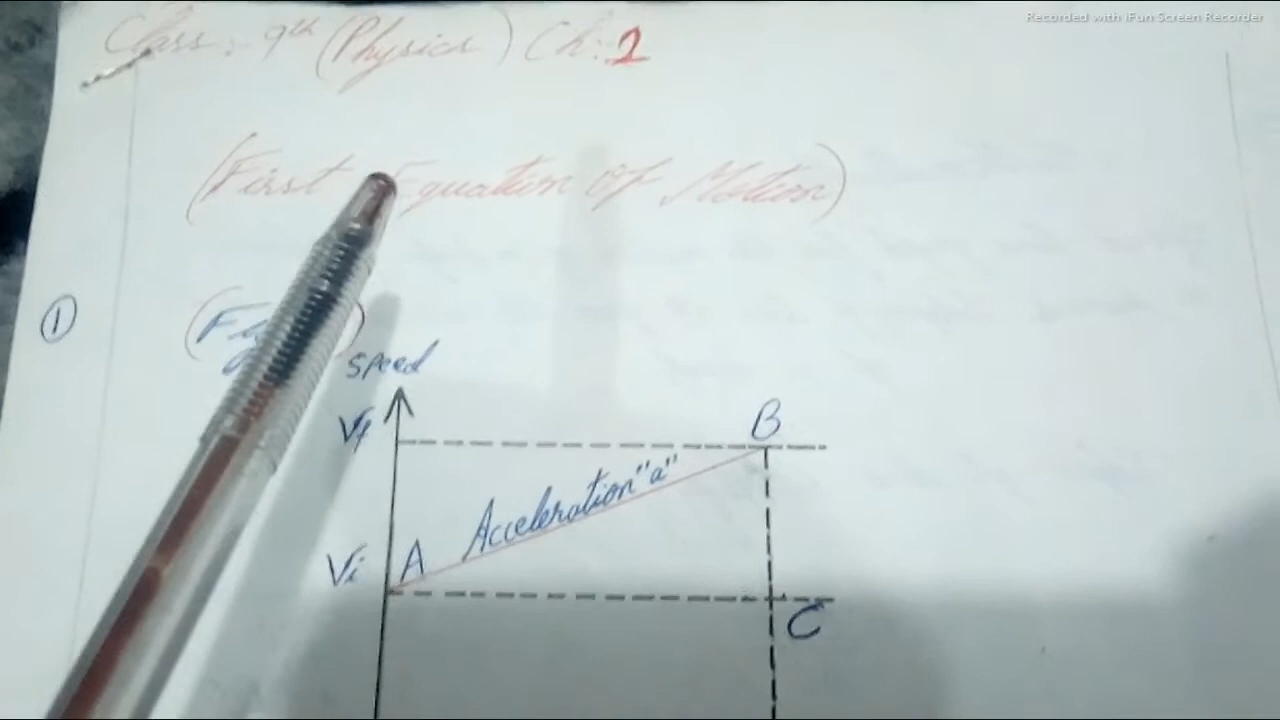 Recorded with iFun Screen Recorder
Class: 9th (Physics) Ch: 2
(First Equation Of Motion)
①
speed
Vf
B
Acceleration "a"
Vi
A
C